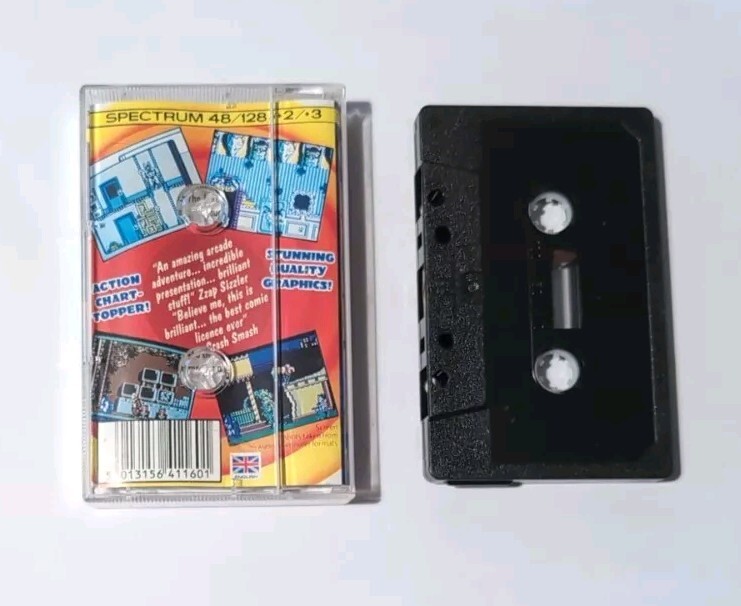 SPECTRUM 48/128 +2/+3
"An amazing arcade
adventure... incredible
presentation... brilliant
stuff!" Zzap Sizzler
"Believe me, this is
brilliant... the best comic
licence ever"
Crash Smash
ACTION
CHART-
TOPPER!
STUNNING
QUALITY
GRAPHICS!
013156 411601